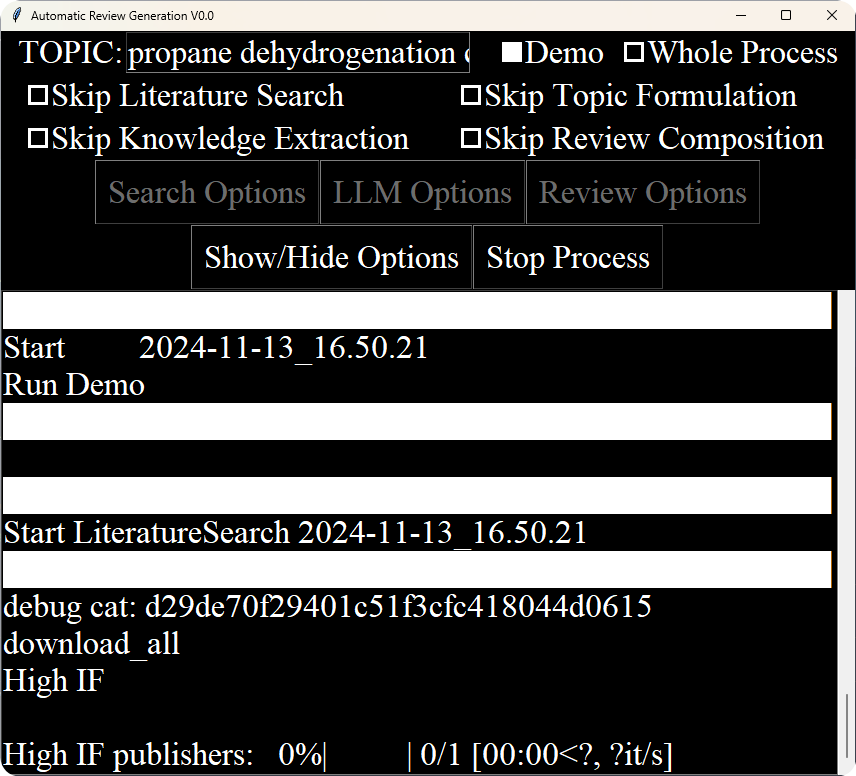 Automatic Review Generation V0.0
TOPIC: propane dehydrogenation Demo Whole Process
Skip Literature Search Skip Topic Formulation
Skip Knowledge Extraction Skip Review Composition
Search Options LLM Options Review Options
Show/Hide Options Stop Process
Start 2024-11-13_16.50.21
Run Demo
Start LiteratureSearch 2024-11-13_16.50.21
debug cat: d29de70f29401c51f3cfc418044d0615
download_all
High IF
High IF publishers: 0%| | 0/1 [00:00<?, ?it/s]